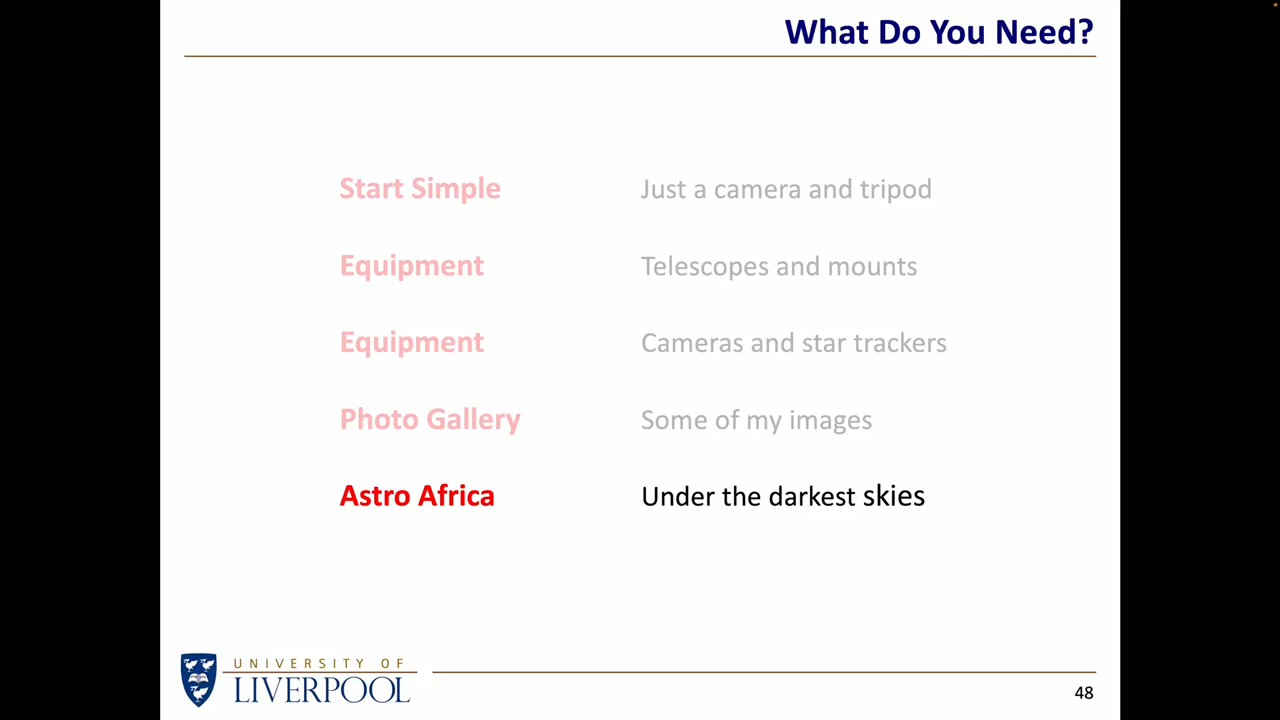 What Do You Need?
Start Simple Just a camera and tripod
Equipment Telescopes and mounts
Equipment Cameras and star trackers
Photo Gallery Some of my images
Astro Africa Under the darkest skies
UNIVERSITY OF
LIVERPOOL
48